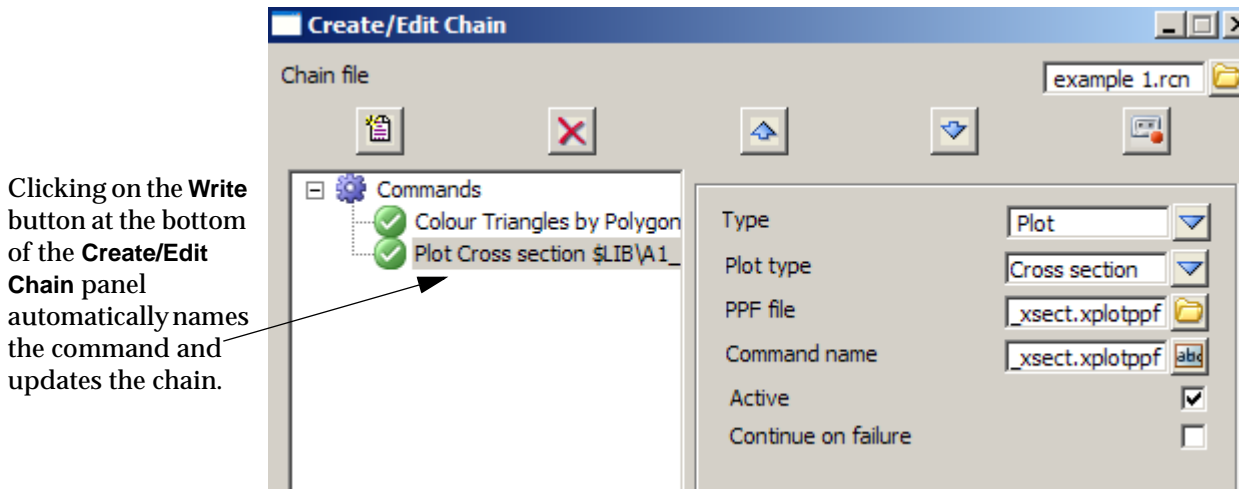 Create/Edit Chain
Chain file
example 1.rcn
Clicking on the Write
button at the bottom
of the Create/Edit
Chain panel
automatically names
the command and
updates the chain.
Commands
Colour Triangles by Polygon
Plot Cross section $LIB\A1_
Type
Plot
Plot type
Cross section
PPF file
_xsect.xplotppf
Command name
_xsect.xplotppf
abc
Active
Continue on failure